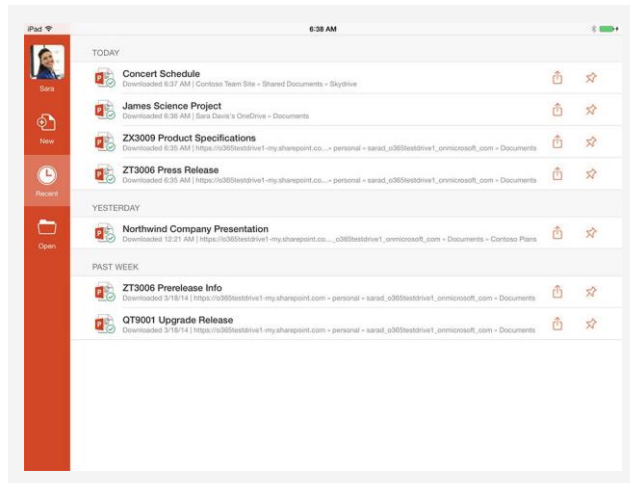 iPad 6:38 AM
Sara
New
Recent
Open
TODAY
Concert Schedule
Downloaded 6:37 AM | Contoso Team Site » Shared Documents » Skydrive
James Science Project
Downloaded 6:36 AM | Sara Davis's OneDrive » Documents
ZX3009 Product Specifications
Downloaded 6:35 AM | https://o365testdrive1-my.sharepoint.co... » personal » sarad_o365testdrive1_onmicrosoft_com » Documents
ZT3006 Press Release
Downloaded 6:35 AM | https://o365testdrive1-my.sharepoint.co... » personal » sarad_o365testdrive1_onmicrosoft_com » Documents
YESTERDAY
Northwind Company Presentation
Downloaded 12:21 AM | https://o365testdrive1-my.sharepoint.co..._o365testdrive1_onmicrosoft_com » Documents » Contoso Plans
PAST WEEK
ZT3006 Prerelease Info
Downloaded 3/18/14 | https://o365testdrive1-my.sharepoint.com » personal » sarad_o365testdrive1_onmicrosoft_com » Documents
QT9001 Upgrade Release
Downloaded 3/18/14 | https://o365testdrive1-my.sharepoint.com » personal » sarad_o365testdrive1_onmicrosoft_com » Documents